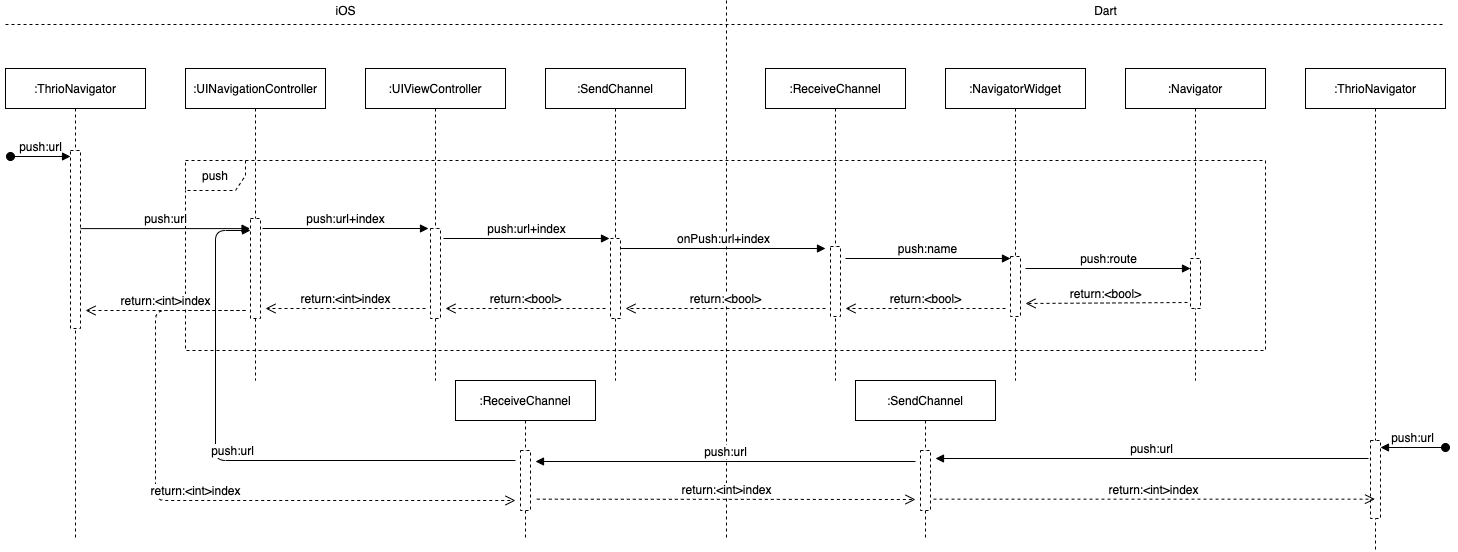 iOS
Dart
:ThrioNavigator
:UINavigationController
:UIViewController
:SendChannel
:ReceiveChannel
:NavigatorWidget
:Navigator
:ThrioNavigator
push:url
push
push:url
push:url+index
push:url+index
onPush:url+index
push:name
push:route
return:<int>index
return:<int>index
return:<bool>
return:<bool>
return:<bool>
return:<bool>
:ReceiveChannel
:SendChannel
push:url
push:url
push:url
push:url
return:<int>index
return:<int>index
return:<int>index